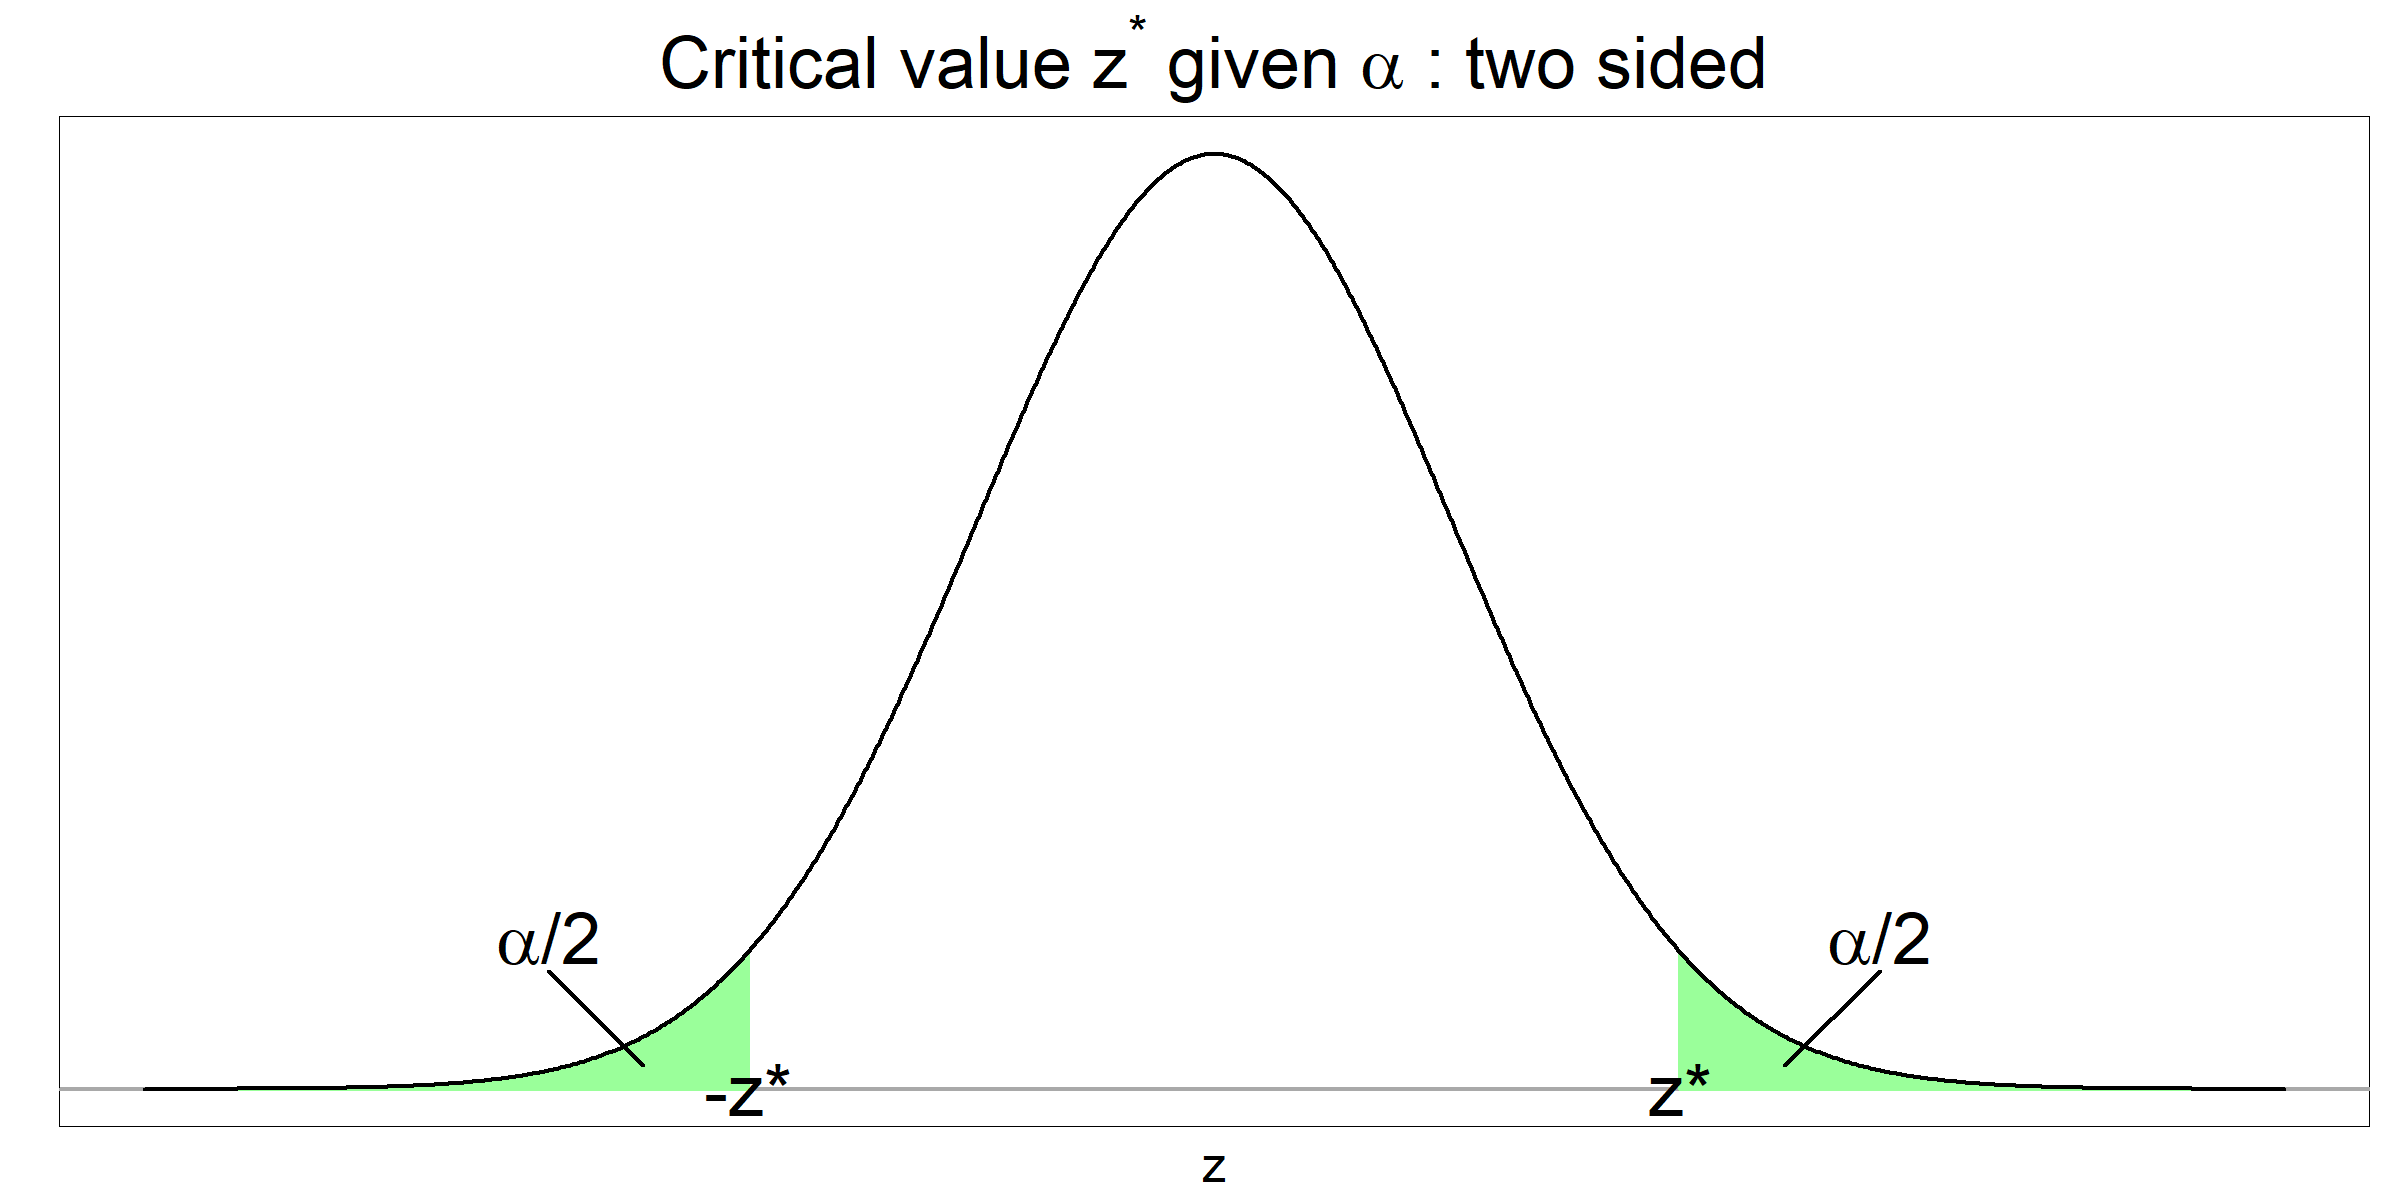 Critical value z* given α : two sided
α/2
α/2
-z*
z*
z